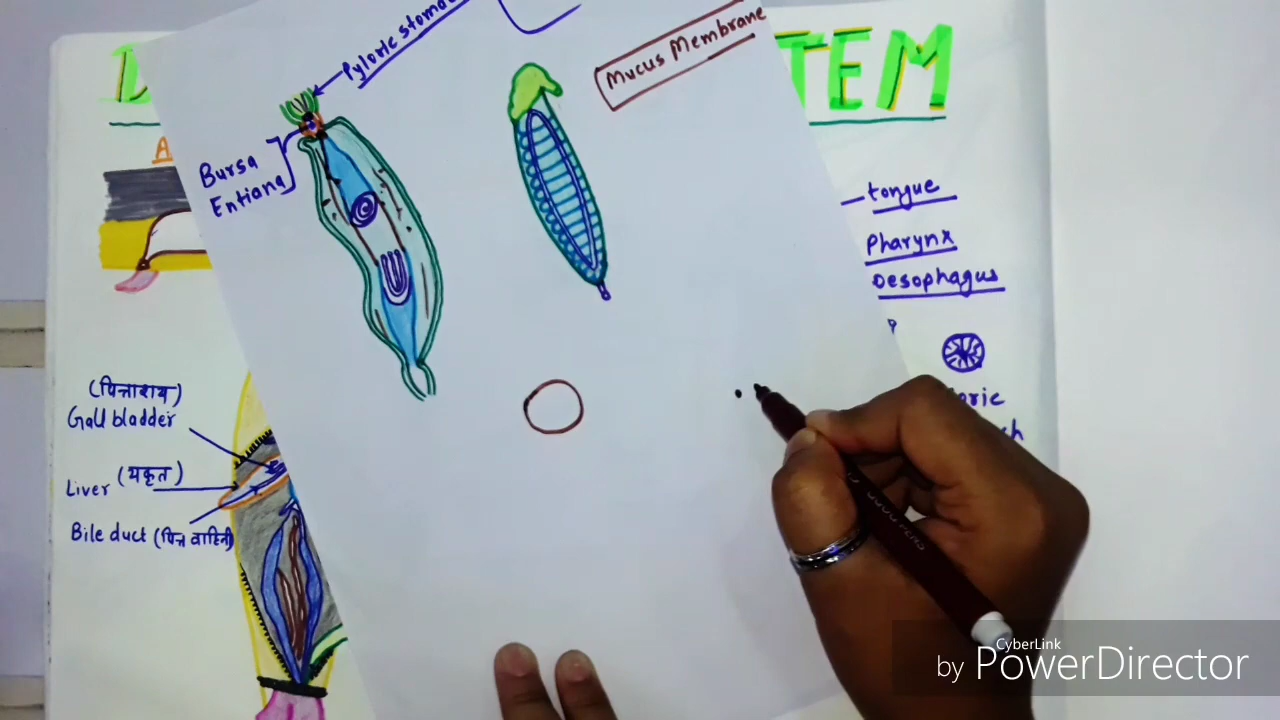 Pyloric
Mucus Membrane
TEM
Bursa
Entiana
tongue
Pharynx
Oesophagus
(पित्ताशय)
Gall bladder
Liver (यकृत)
Bile duct (पित्त वाहिनी)
CyberLink
by PowerDirector